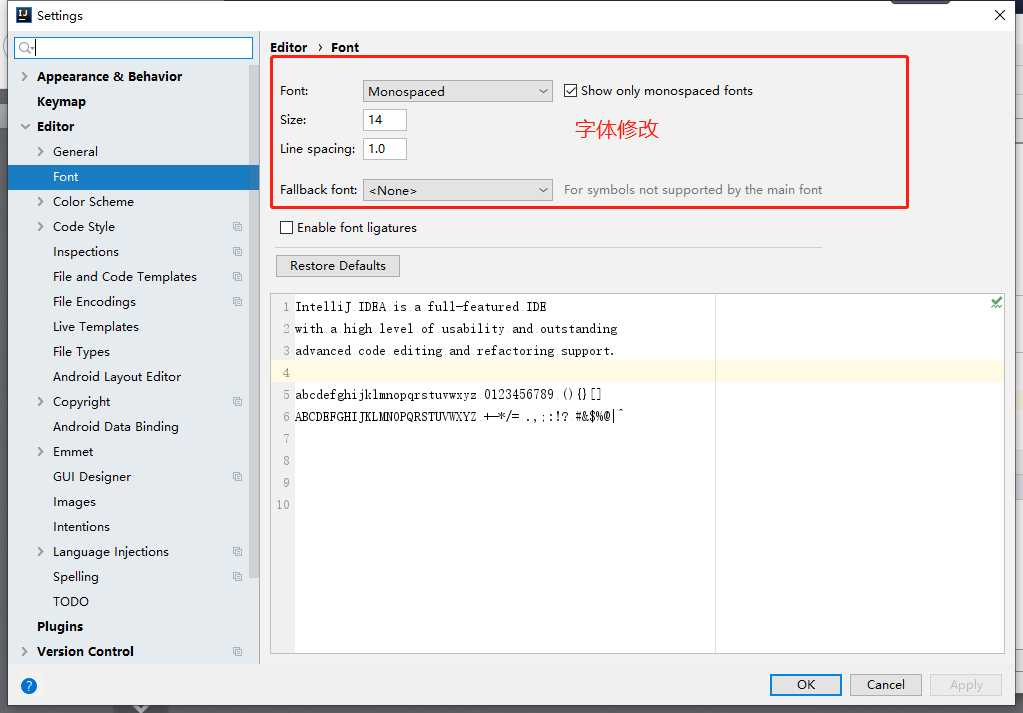 Settings
Appearance & Behavior
Keymap
Editor
General
Font
Color Scheme
Code Style
Inspections
File and Code Templates
File Encodings
Live Templates
File Types
Android Layout Editor
Copyright
Android Data Binding
Emmet
GUI Designer
Images
Intentions
Language Injections
Spelling
TODO
Plugins
Version Control
Editor › Font
Font: Monospaced Show only monospaced fonts
Size: 14
字体修改
Line spacing: 1.0
Fallback font: <None> For symbols not supported by the main font
Enable font ligatures
Restore Defaults
1 IntelliJ IDEA is a full-featured IDE
2 with a high level of usability and outstanding
3 advanced code editing and refactoring support.
4
5 abcdefghijklmnopqrstuvwxyz 0123456789 (){}[]
6 ABCDEFGHIJKLMNOPQRSTUVWXYZ +-*/= .,;:!? #&$%@|^
7
8
9
10
? OK Cancel Apply